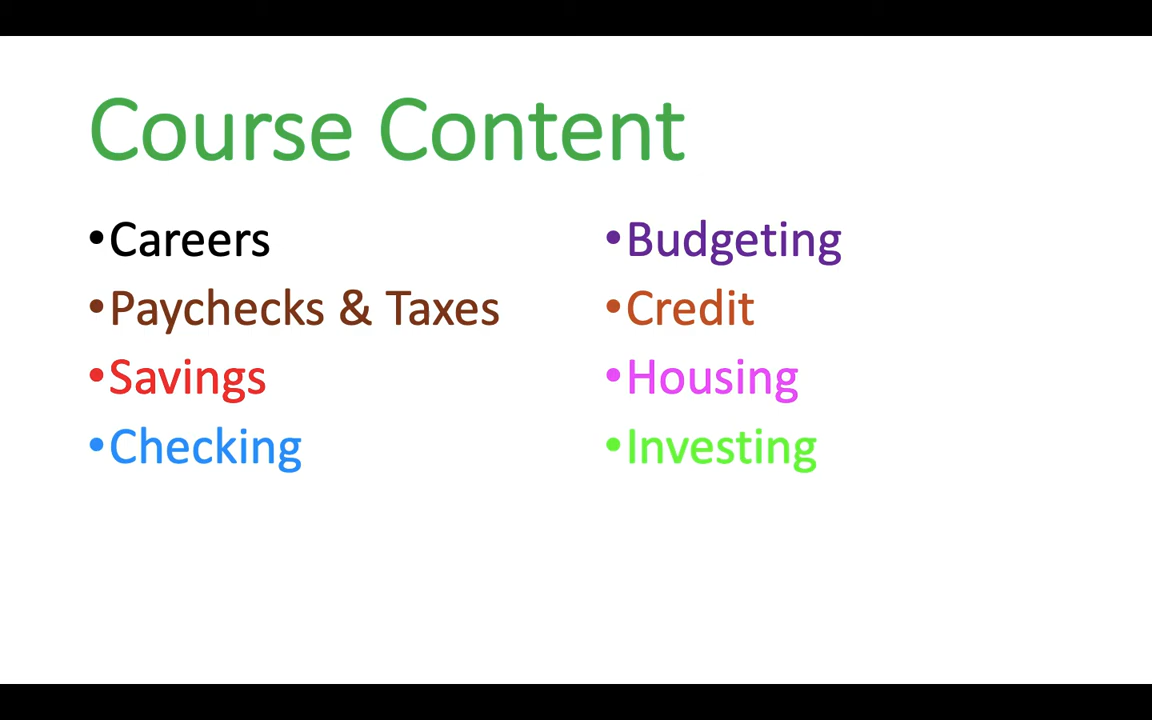 Course Content
•Careers
•Paychecks & Taxes
•Savings
•Checking
•Budgeting
•Credit
•Housing
•Investing